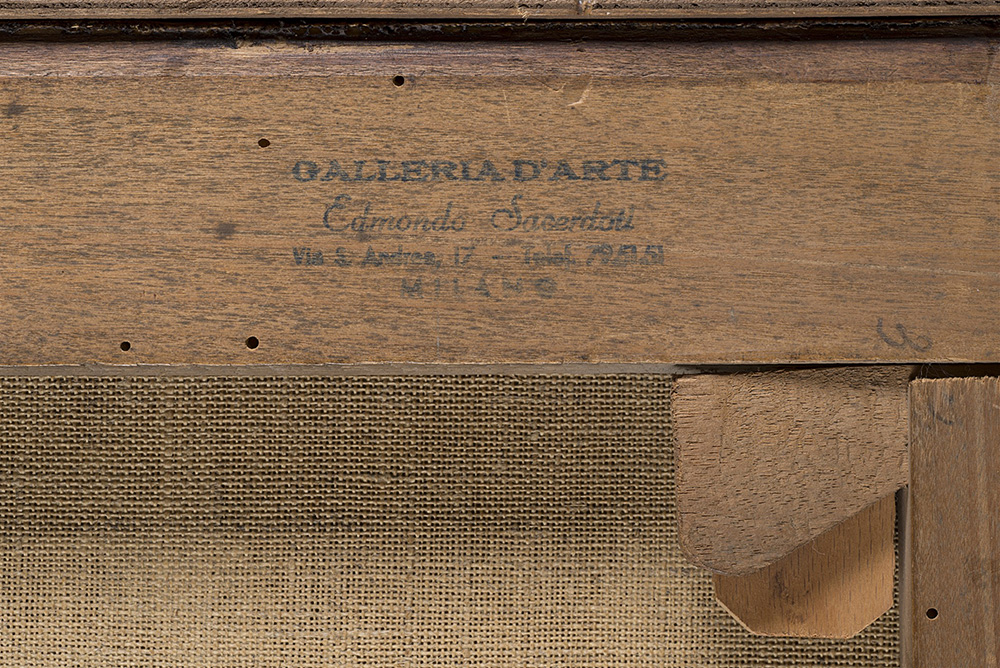 GALLERIA D'ARTE
Edmondo Sacerdoti
Via S. Andrea, 17 — Telef. 79.51.51
MILANO